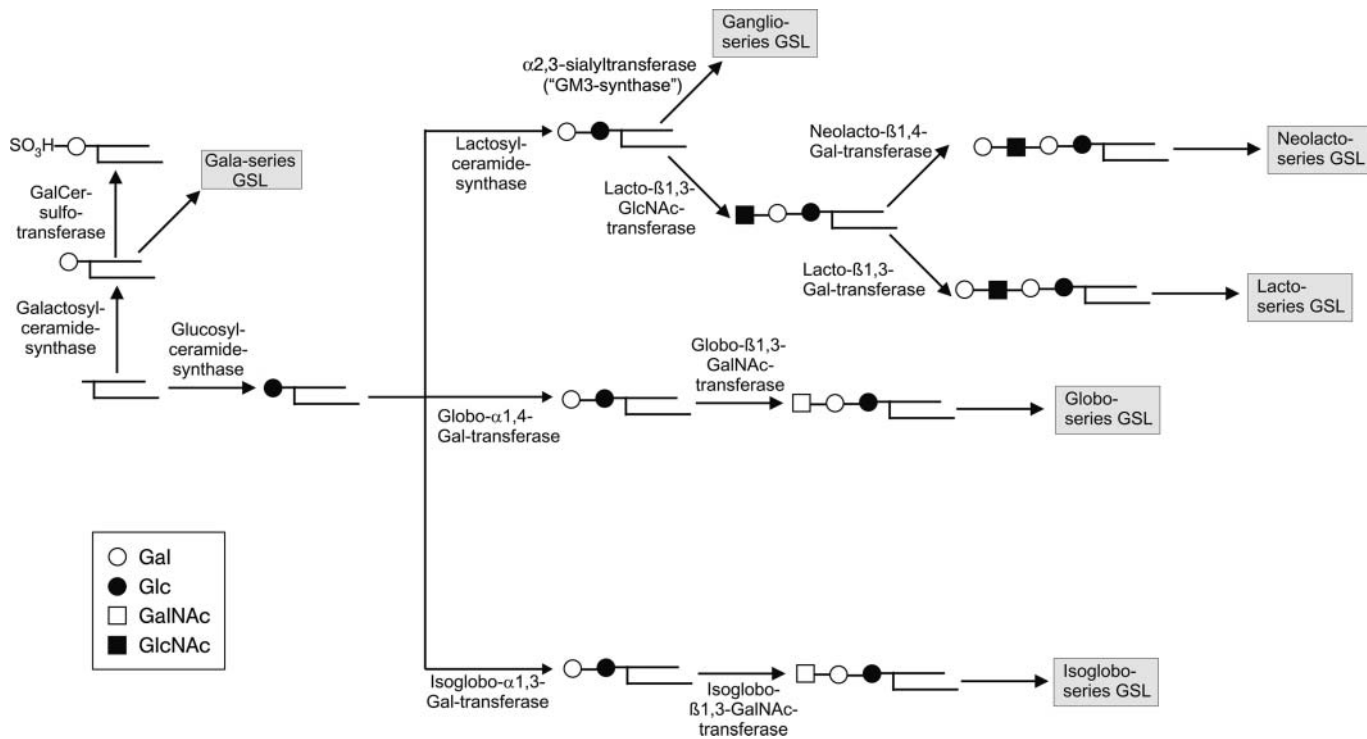 Ganglio-
series GSL
α2,3-sialyltransferase
("GM3-synthase")
Lactosyl-
ceramide-
synthase
Neolacto-ß1,4-
Gal-transferase
Neolacto-
series GSL
SO₃H
Gala-series
GSL
GalCer-
sulfo-
transferase
Lacto-ß1,3-
GlcNAc-
transferase
Lacto-ß1,3-
Gal-transferase
Lacto-
series GSL
Galactosyl-
ceramide-
synthase
Glucosyl-
ceramide-
synthase
Globo-α1,4-
Gal-transferase
Globo-ß1,3-
GalNAc-
transferase
Globo-
series GSL
Gal
Glc
GalNAc
GlcNAc
Isoglobo-α1,3-
Gal-transferase
Isoglobo-
ß1,3-GalNAc-
transferase
Isoglobo-
series GSL